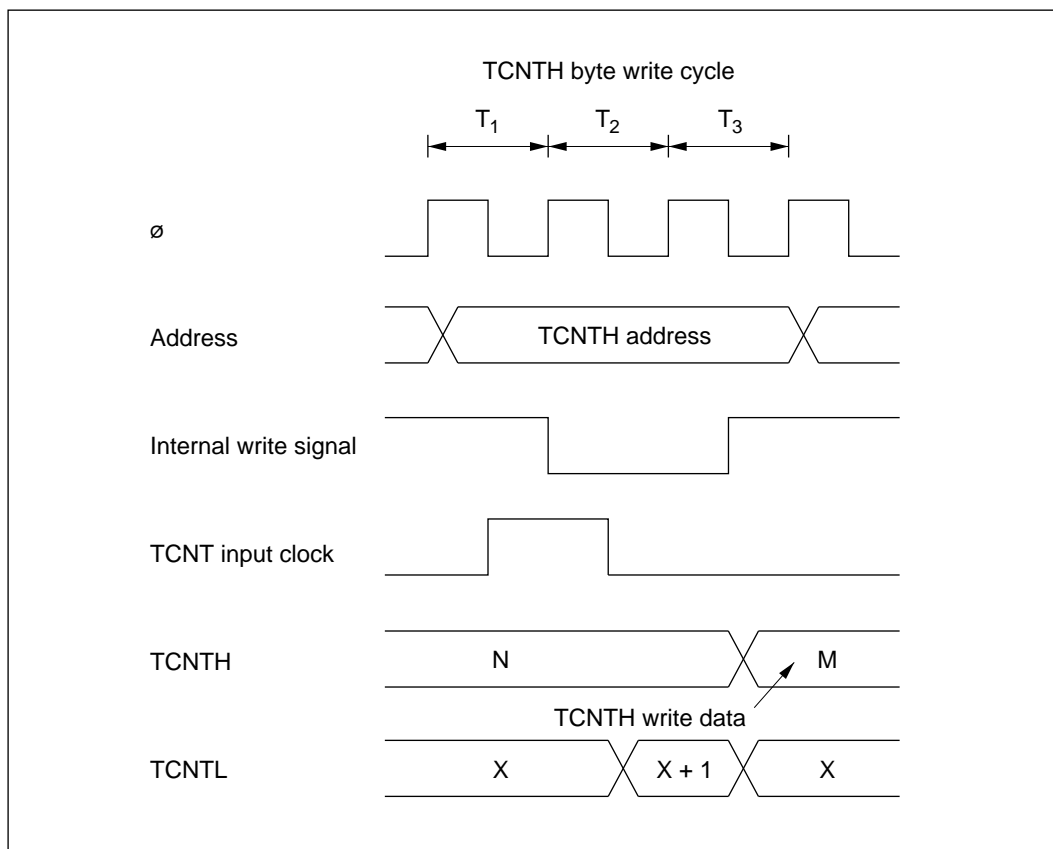 TCNTH byte write cycle
T1 T2 T3
ø
Address TCNTH address
Internal write signal
TCNT input clock
TCNTH N M
TCNTH write data
TCNTL X X + 1 X